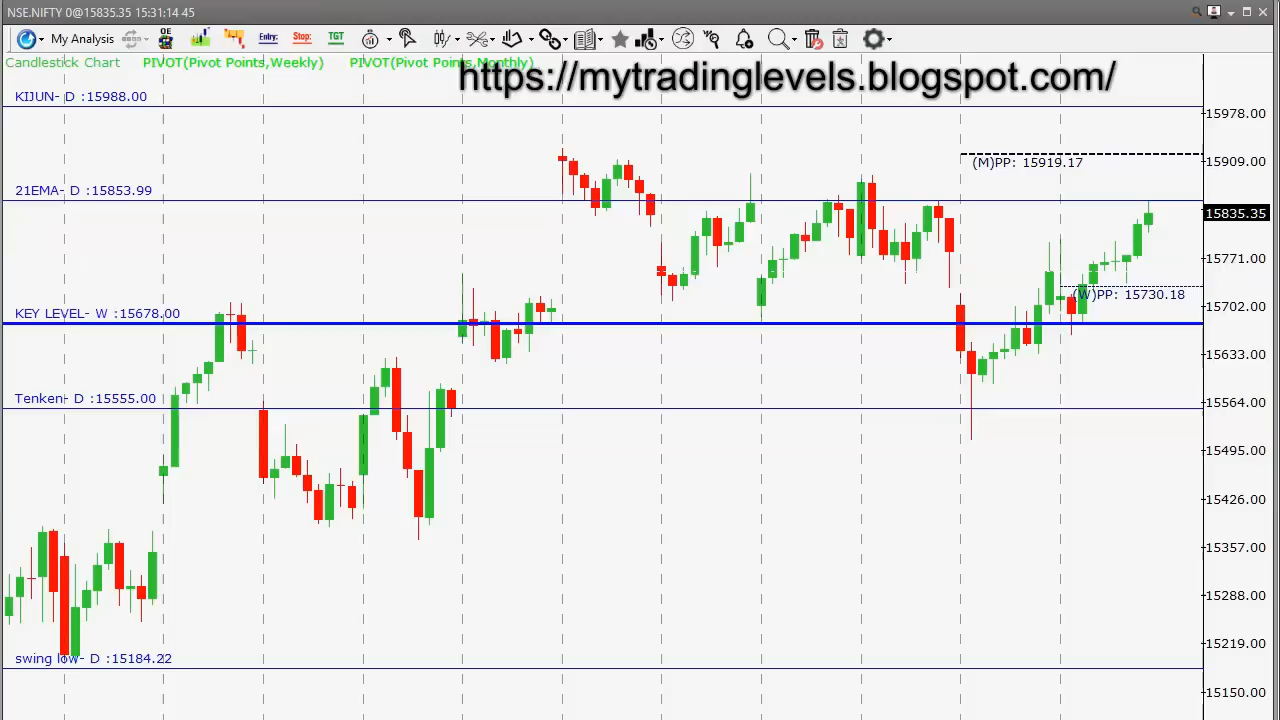 NSE.NIFTY 0@15835.35 15:31:14 45
My Analysis OE Entry: Stop: TGT
Candlestick Chart PIVOT(Pivot Points,Weekly) PIVOT(Pivot Points,Monthly)
https://mytradinglevels.blogspot.com/
KIJUN- D :15988.00
15978.00
(M)PP: 15919.17
15909.00
21EMA- D :15853.99
15835.35
15771.00
(W)PP: 15730.18
15702.00
KEY LEVEL- W :15678.00
15633.00
Tenken- D :15555.00
15564.00
15495.00
15426.00
15357.00
15288.00
15219.00
swing low- D :15184.22
15150.00